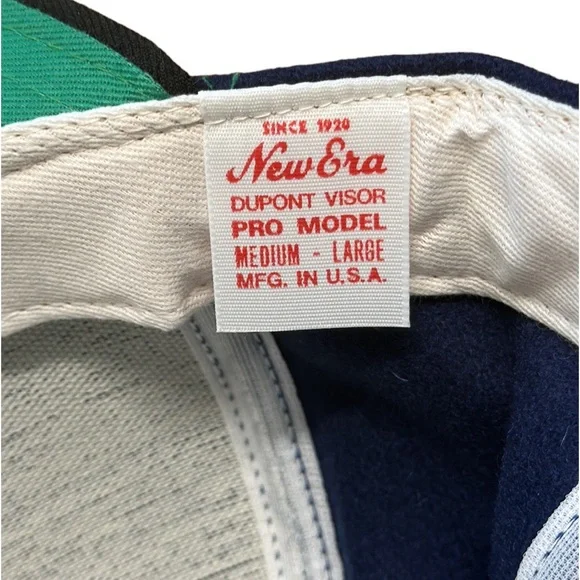 SINCE 1920
New Era
DUPONT VISOR
PRO MODEL
MEDIUM - LARGE
MFG. IN U.S.A.